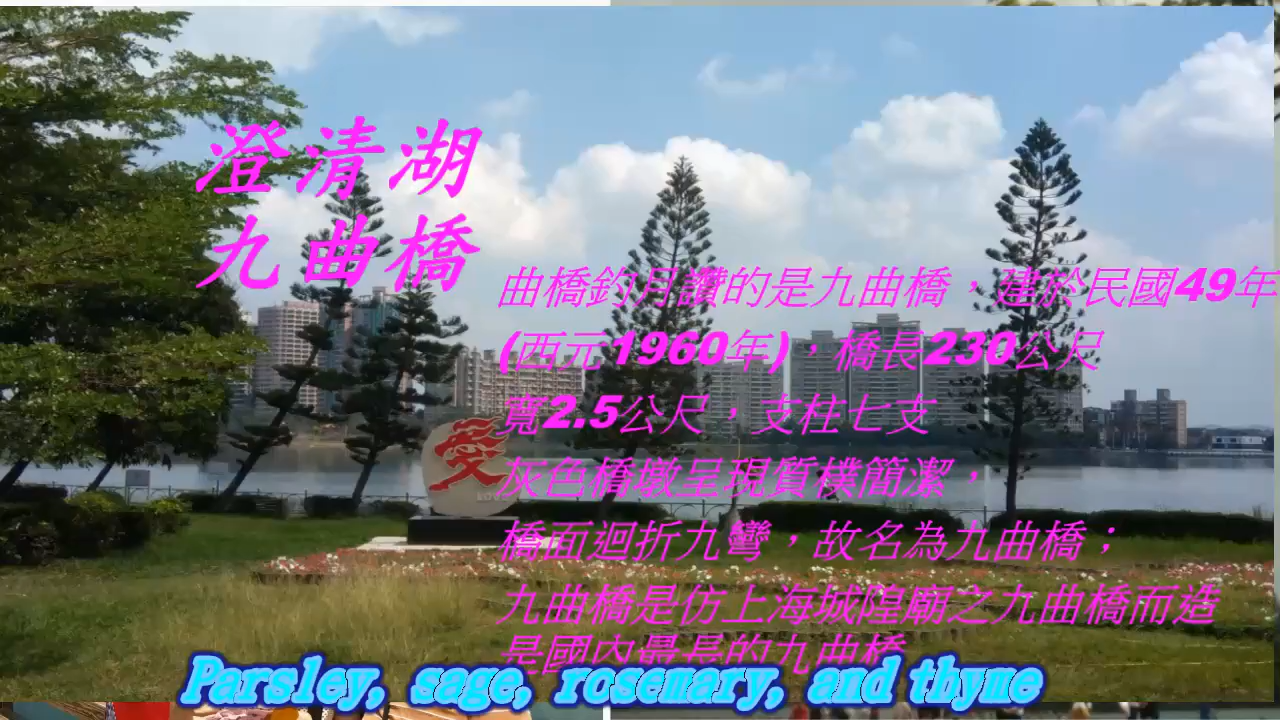 澄清湖
九曲橋
曲橋釣月讚的是九曲橋，建於民國49年
(西元1960年)，橋長230公尺
寬2.5公尺，支柱七支
灰色橋墩呈現質樸簡潔，
橋面迴折九彎，故名為九曲橋；
九曲橋是仿上海城隍廟之九曲橋而造
是國內最長的九曲橋
愛
LOVE
Parsley, sage, rosemary, and thyme